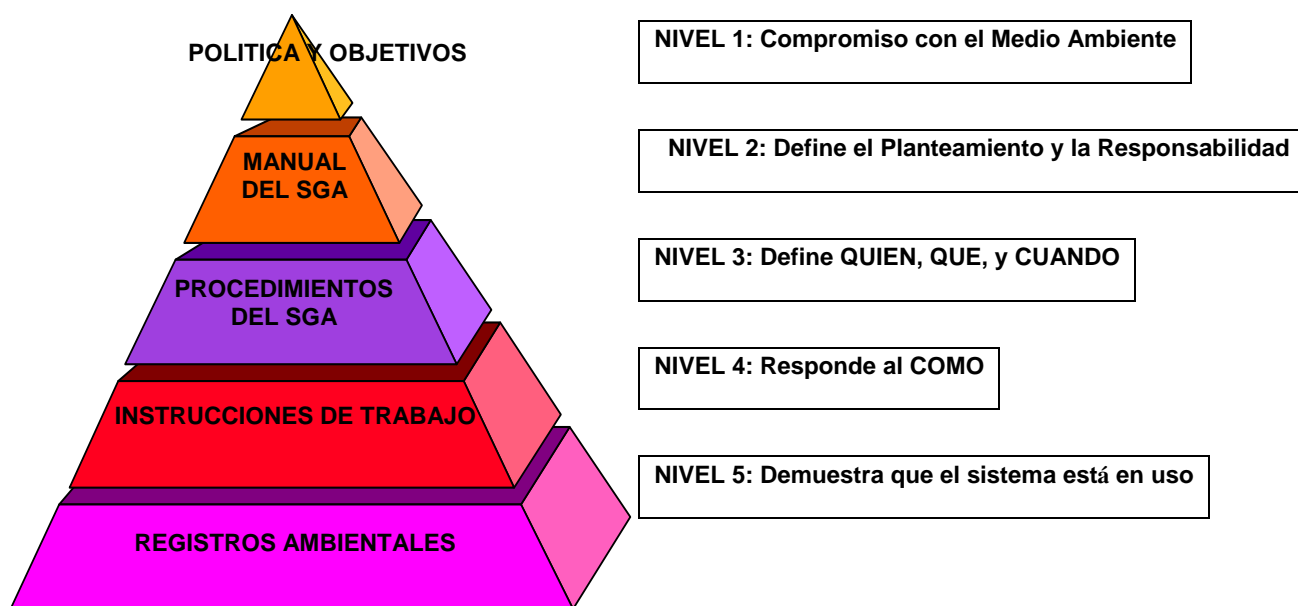 POLITICA Y OBJETIVOS
NIVEL 1: Compromiso con el Medio Ambiente
MANUAL
DEL SGA
NIVEL 2: Define el Planteamiento y la Responsabilidad
PROCEDIMIENTOS
DEL SGA
NIVEL 3: Define QUIEN, QUE, y CUANDO
INSTRUCCIONES DE TRABAJO
NIVEL 4: Responde al COMO
REGISTROS AMBIENTALES
NIVEL 5: Demuestra que el sistema está en uso